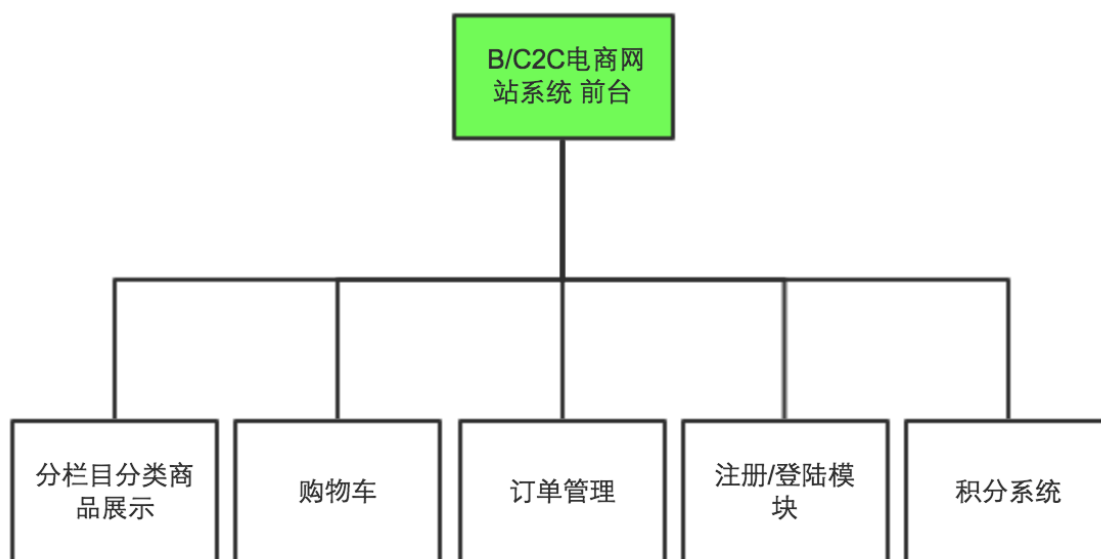 B/C2C电商网
站系统 前台
分栏目分类商
品展示
购物车
订单管理
注册/登陆模
块
积分系统